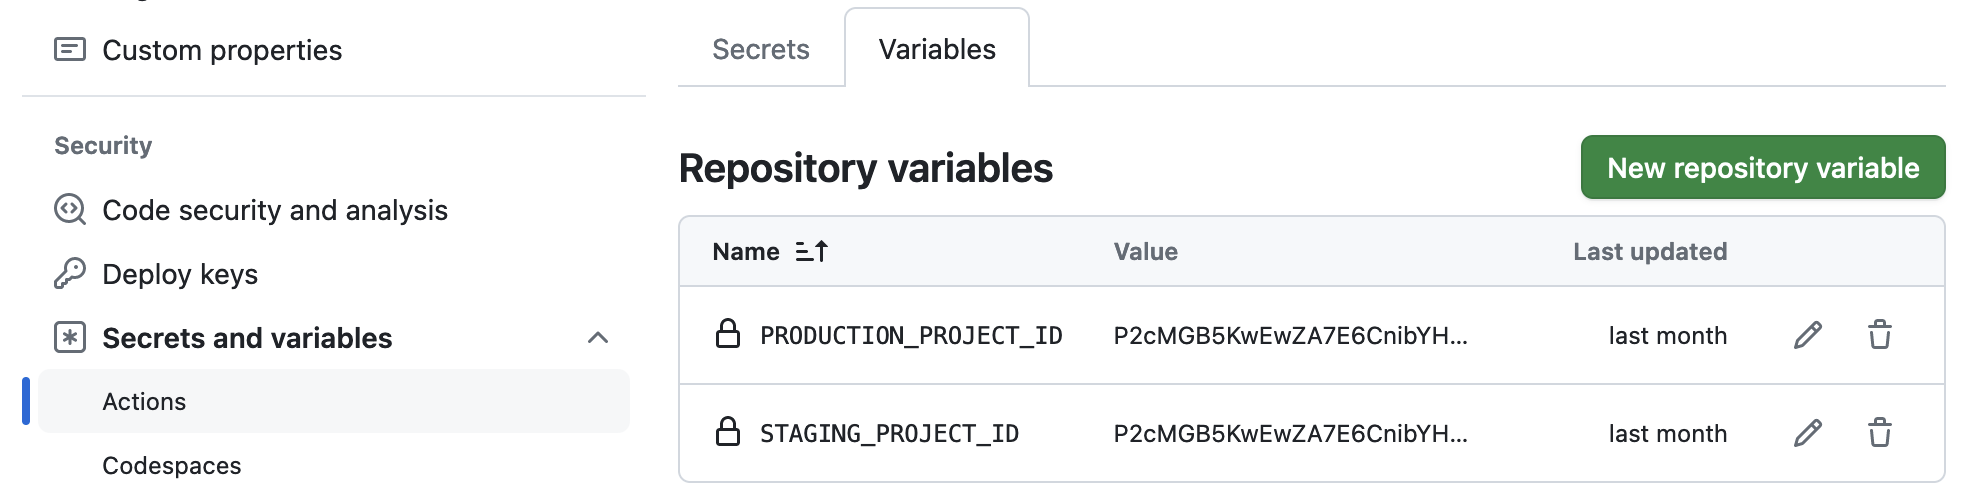 Custom properties
Security
Code security and analysis
Deploy keys
Secrets and variables
Actions
Codespaces
Secrets
Variables
Repository variables
New repository variable
Name Value Last updated
PRODUCTION_PROJECT_ID P2cMGB5KwEwZA7E6CnibYH... last month
STAGING_PROJECT_ID P2cMGB5KwEwZA7E6CnibYH... last month